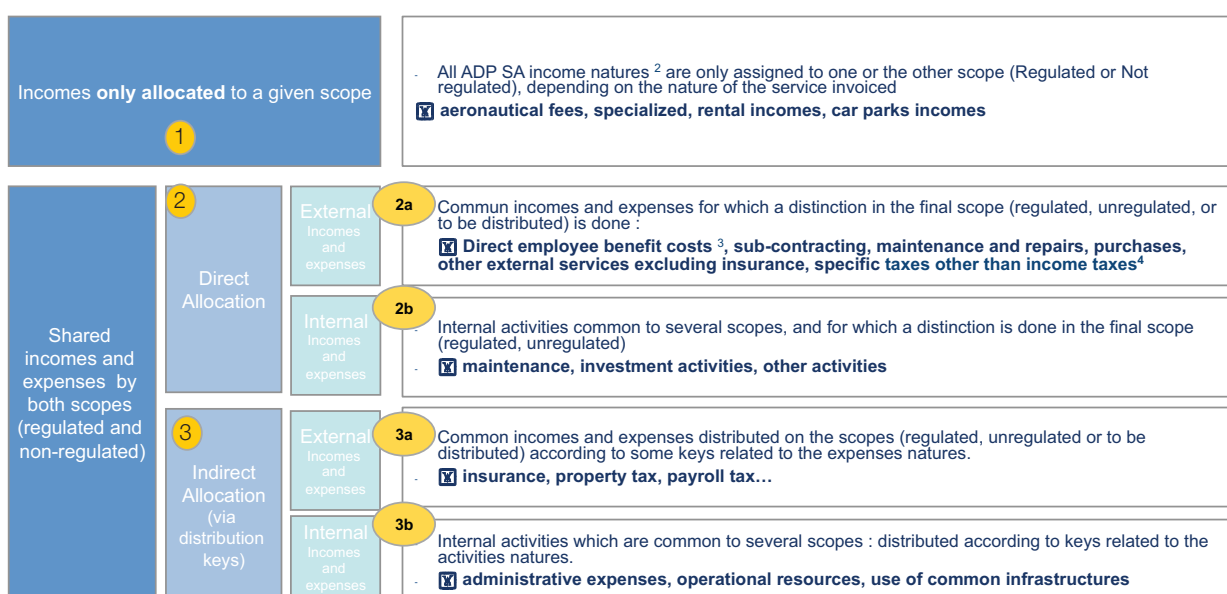 Incomes only allocated to a given scope
1
- All ADP SA income natures 2 are only assigned to one or the other scope (Regulated or Not
regulated), depending on the nature of the service invoiced
aeronautical fees, specialized, rental incomes, car parks incomes
Shared
incomes and
expenses by
both scopes
(regulated and
non-regulated)
2
Direct
Allocation
External
Incomes
and
expenses
2a
Commun incomes and expenses for which a distinction in the final scope (regulated, unregulated, or
to be distributed) is done :
Direct employee benefit costs 3, sub-contracting, maintenance and repairs, purchases,
other external services excluding insurance, specific taxes other than income taxes4
Internal
Incomes
and
expenses
2b
- Internal activities common to several scopes, and for which a distinction is done in the final scope
(regulated, unregulated)
- maintenance, investment activities, other activities
3
Indirect
Allocation
(via
distribution
keys)
External
Incomes
and
expenses
3a
- Common incomes and expenses distributed on the scopes (regulated, unregulated or to be
distributed) according to some keys related to the expenses natures.
- insurance, property tax, payroll tax…
Internal
Incomes
and
expenses
3b
- Internal activities which are common to several scopes : distributed according to keys related to the
activities natures.
- administrative expenses, operational resources, use of common infrastructures